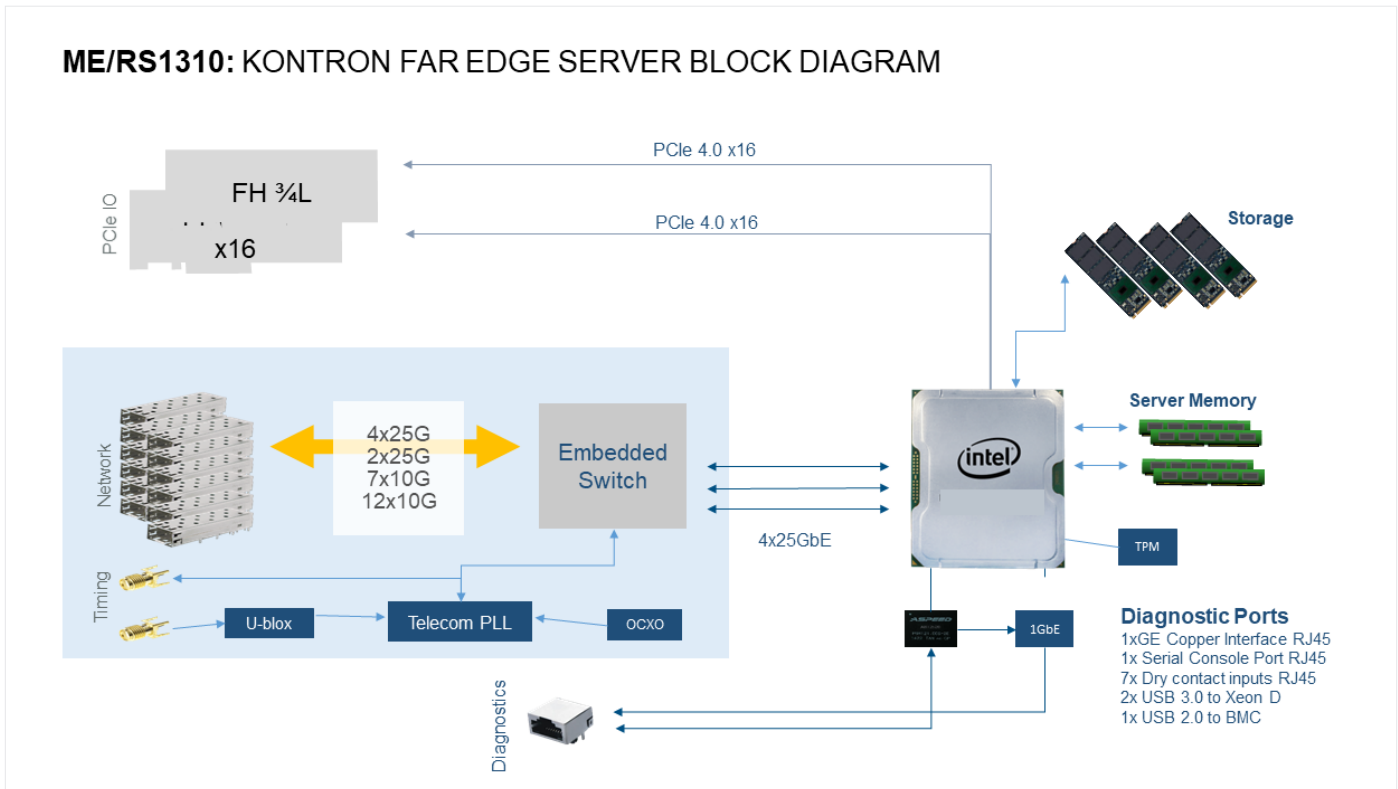 ME/RS1310: KONTRON FAR EDGE SERVER BLOCK DIAGRAM
PCIe 4.0 x16
PCIe IO
FH ¾L
x16
PCIe 4.0 x16
Storage
Server Memory
Network
4x25G
2x25G
7x10G
12x10G
Embedded
Switch
4x25GbE
intel
TPM
Timing
U-blox
Telecom PLL
OCXO
ASPEED
1GbE
Diagnostic Ports
1xGE Copper Interface RJ45
1x Serial Console Port RJ45
7x Dry contact inputs RJ45
2x USB 3.0 to Xeon D
1x USB 2.0 to BMC
Diagnostics